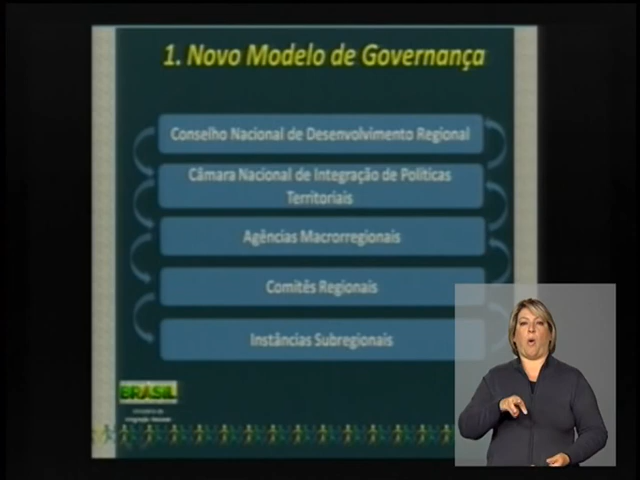 1. Novo Modelo de Governança
Conselho Nacional de Desenvolvimento Regional
Câmara Nacional de Integração de Políticas
Territoriais
Agências Macrorregionais
Comitês Regionais
Instâncias Subregionais
BRASIL